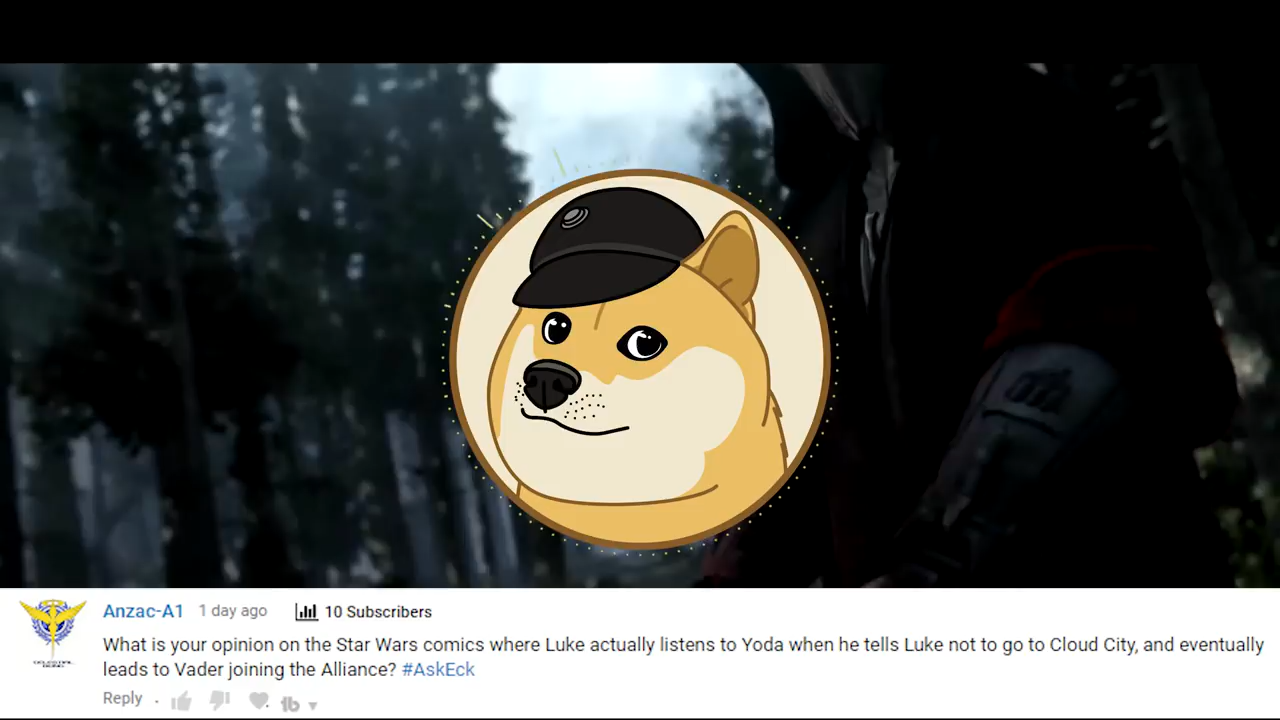 Anzac-A1 1 day ago 10 Subscribers
What is your opinion on the Star Wars comics where Luke actually listens to Yoda when he tells Luke not to go to Cloud City, and eventually
leads to Vader joining the Alliance? #AskEck
Reply